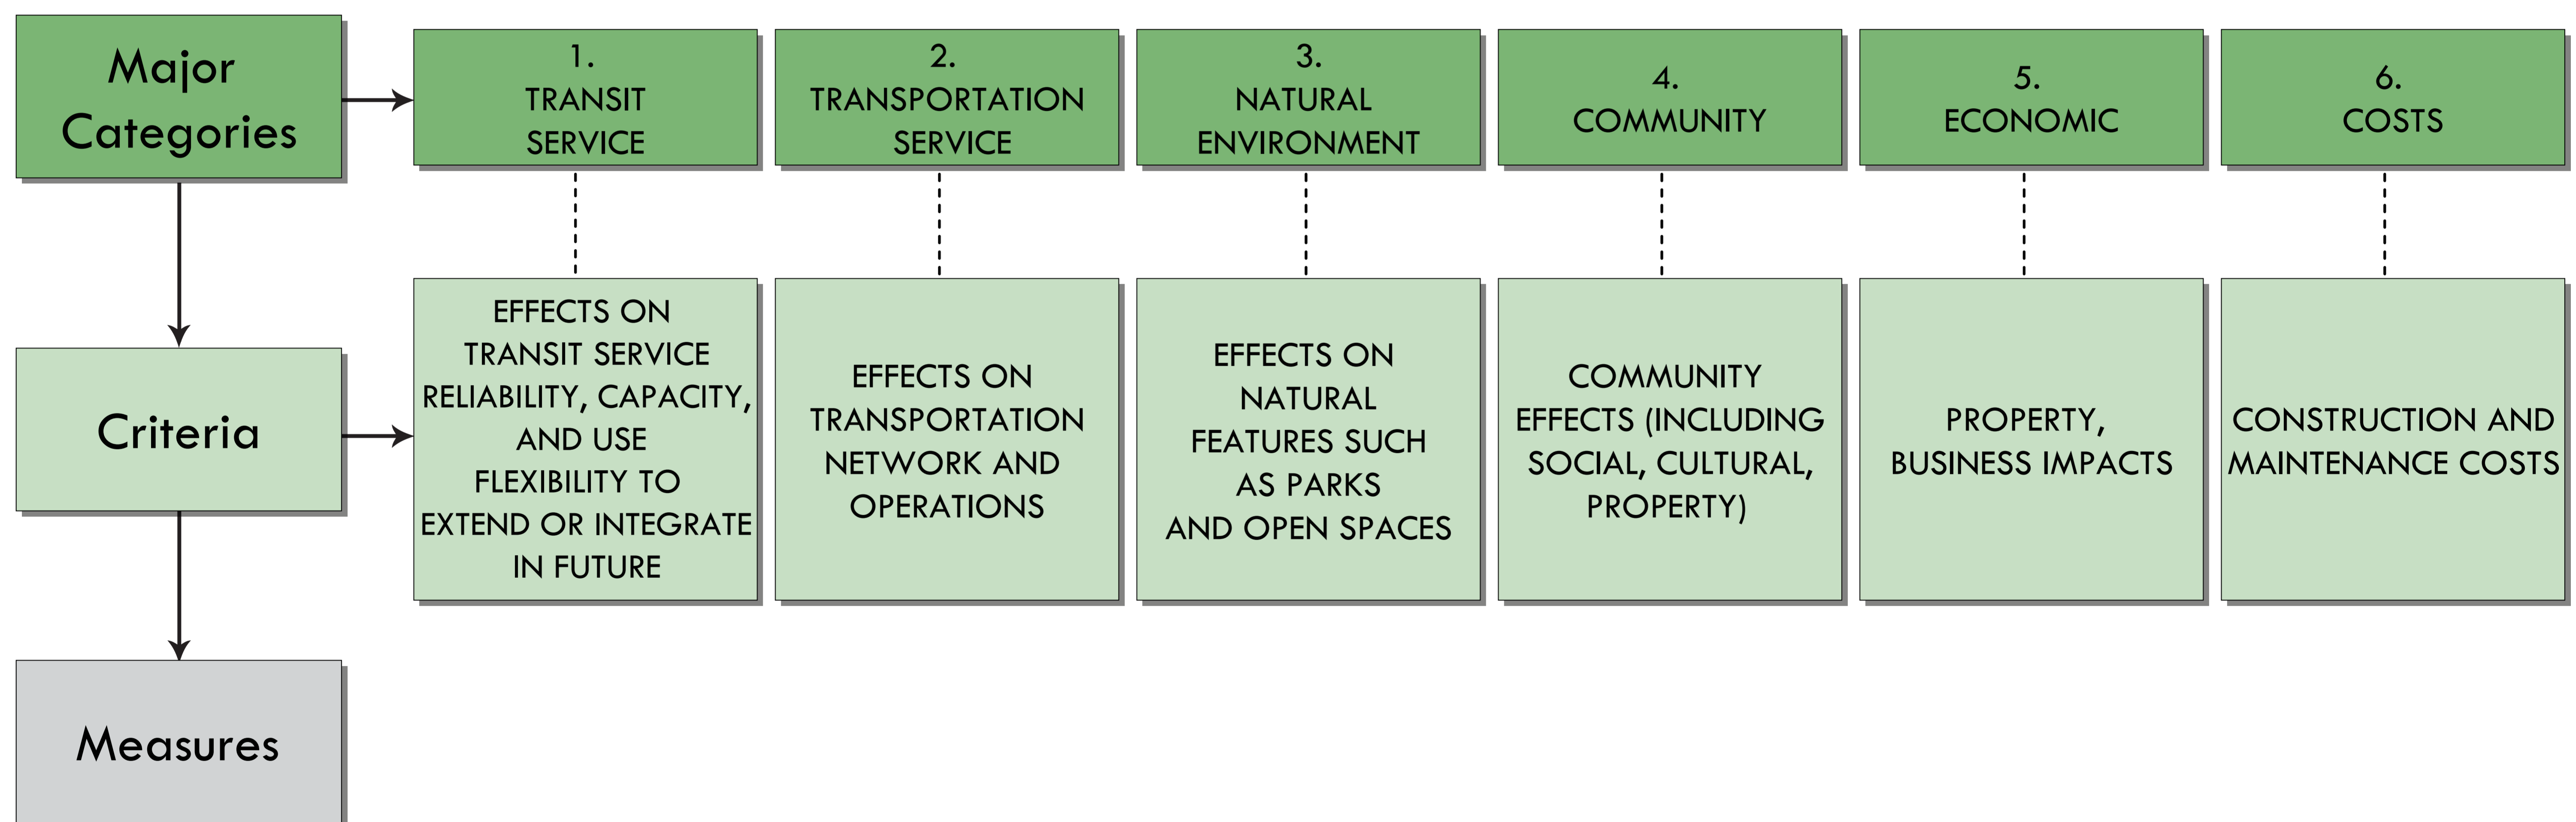 Major
Categories
1.
TRANSIT
SERVICE
2.
TRANSPORTATION
SERVICE
3.
NATURAL
ENVIRONMENT
4.
COMMUNITY
5.
ECONOMIC
6.
COSTS
Criteria
EFFECTS ON
TRANSIT SERVICE
RELIABILITY, CAPACITY,
AND USE
FLEXIBILITY TO
EXTEND OR INTEGRATE
IN FUTURE
EFFECTS ON
TRANSPORTATION
NETWORK AND
OPERATIONS
EFFECTS ON
NATURAL
FEATURES SUCH
AS PARKS
AND OPEN SPACES
COMMUNITY
EFFECTS (INCLUDING
SOCIAL, CULTURAL,
PROPERTY)
PROPERTY,
BUSINESS IMPACTS
CONSTRUCTION AND
MAINTENANCE COSTS
Measures